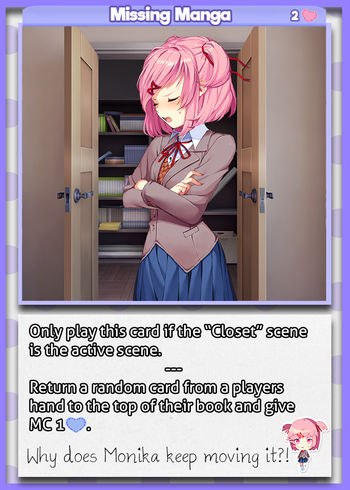 Missing Manga 2
Only play this card if the "Closet" scene
is the active scene.
---
Return a random card from a players
hand to the top of their book and give
MC 1 .
Why does Monika keep moving it?!